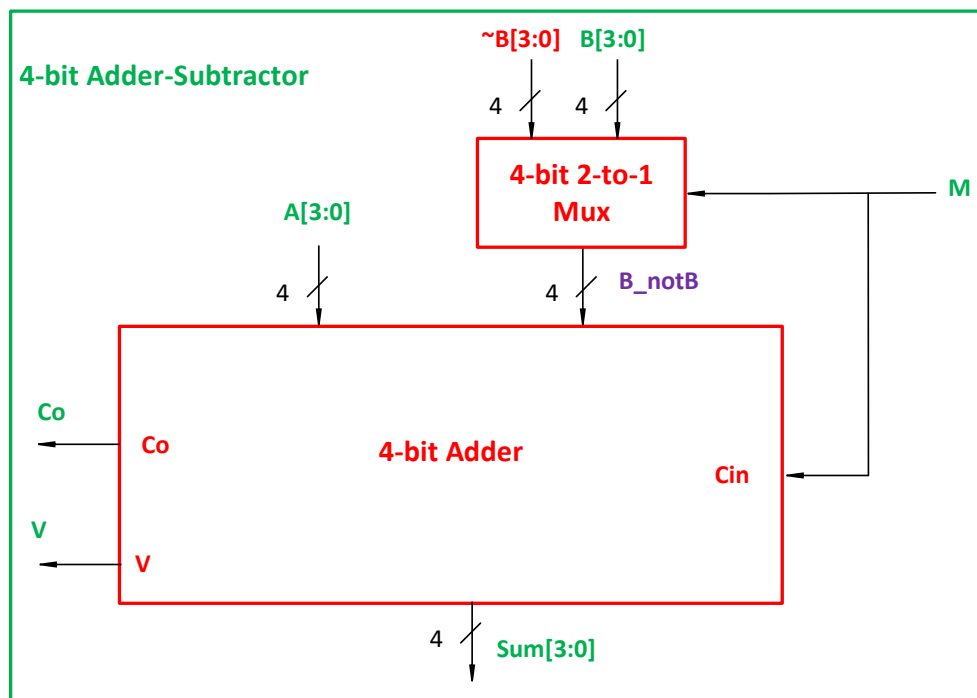 ~B[3:0] B[3:0]
4-bit Adder-Subtractor
4 4
4-bit 2-to-1
Mux
M
A[3:0]
4 4 B_notB
Co
Co
4-bit Adder
Cin
V
V
4 Sum[3:0]